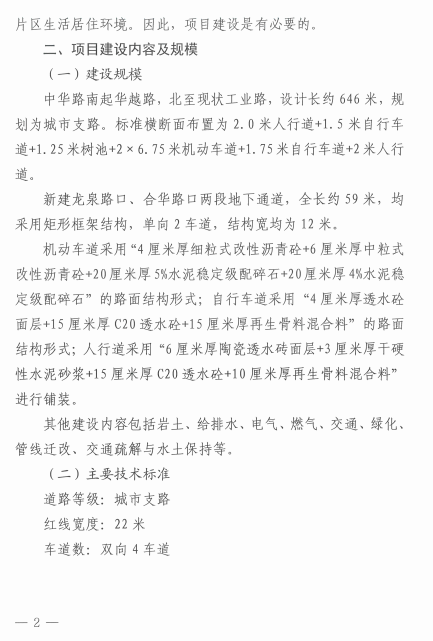 片区生活居住环境。因此，项目建设是有必要的。
二、项目建设内容及规模
（一）建设规模
中华路南起华越路，北至现状工业路，设计长约 646 米，规
划为城市支路。标准横断面布置为 2.0 米人行道+1.5 米自行车
道+1.25 米树池+2×6.75 米机动车道+1.75 米自行车道+2 米人行
道。
新建龙泉路口、合华路口两段地下通道，全长约 59 米，均
采用矩形框架结构，单向 2 车道，结构宽均为 12 米。
机动车道采用“4 厘米厚细粒式改性沥青砼+6 厘米厚中粒式
改性沥青砼+20 厘米厚 5%水泥稳定级配碎石+20 厘米厚 4%水泥稳
定级配碎石”的路面结构形式；自行车道采用“4 厘米厚透水砼
面层+15 厘米厚 C20 透水砼+15 厘米厚再生骨料混合料”的路面
结构形式；人行道采用“6 厘米厚陶瓷透水砖面层+3 厘米厚干硬
性水泥砂浆+15 厘米厚 C20 透水砼+10 厘米厚再生骨料混合料”
进行铺装。
其他建设内容包括岩土、给排水、电气、燃气、交通、绿化、
管线迁改、交通疏解与水土保持等。
（二）主要技术标准
道路等级：城市支路
红线宽度：22 米
车道数：双向 4 车道
— 2 —